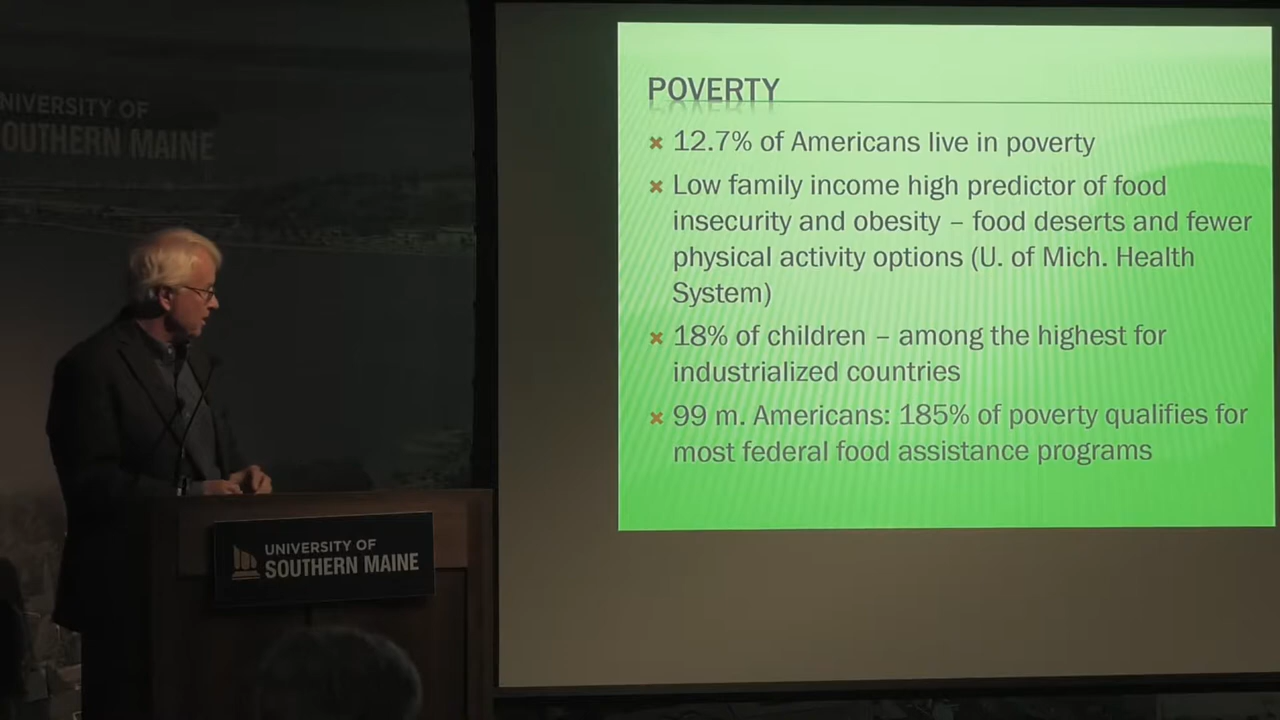 NIVERSITY OF
OUTHERN MAINE
POVERTY
12.7% of Americans live in poverty
Low family income high predictor of food
insecurity and obesity – food deserts and fewer
physical activity options (U. of Mich. Health
System)
18% of children – among the highest for
industrialized countries
99 m. Americans: 185% of poverty qualifies for
most federal food assistance programs
UNIVERSITY OF
SOUTHERN MAINE